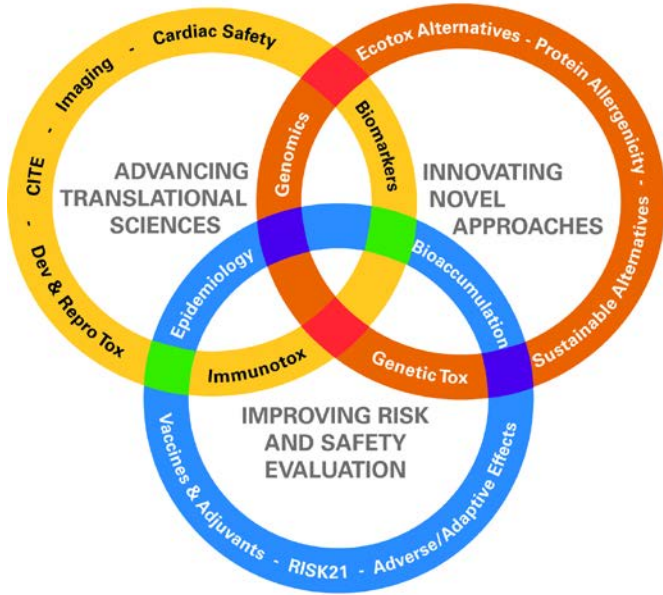 Dev & Repro Tox - CITE - Imaging - Cardiac Safety
Ecotox Alternatives - Protein Allergenicity - Sustainable Alternatives
Genomics
Biomarkers
ADVANCING
TRANSLATIONAL
SCIENCES
INNOVATING
NOVEL
APPROACHES
Epidemiology
Bioaccumulation
Immunotox
Genetic Tox
IMPROVING RISK
AND SAFETY
EVALUATION
Vaccines & Adjuvants - RISK21 - Adverse/Adaptive Effects